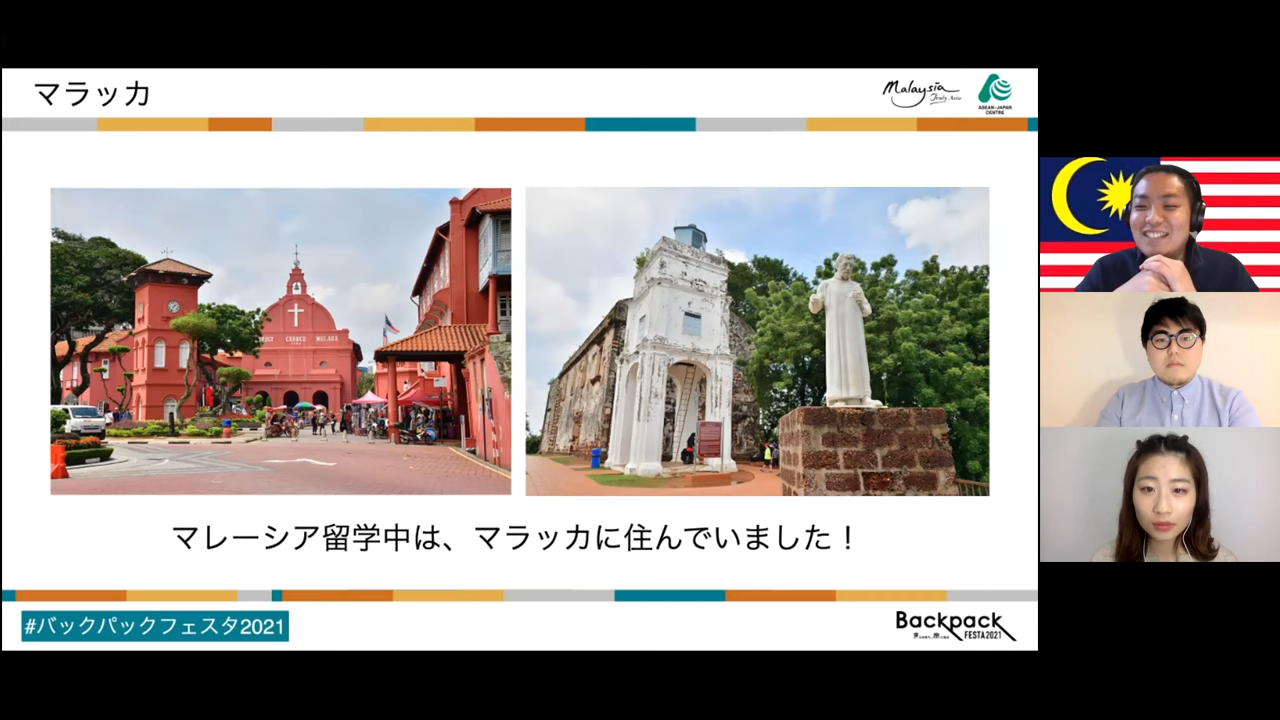 マラッカ
Malaysia
Truly Asia
ASEAN-JAPAN
CENTRE
CHRIST CHURCH MELAKA
マレーシア留学中は、マラッカに住んでいました！
#バックパックフェスタ2021
Backpack
FESTA2021